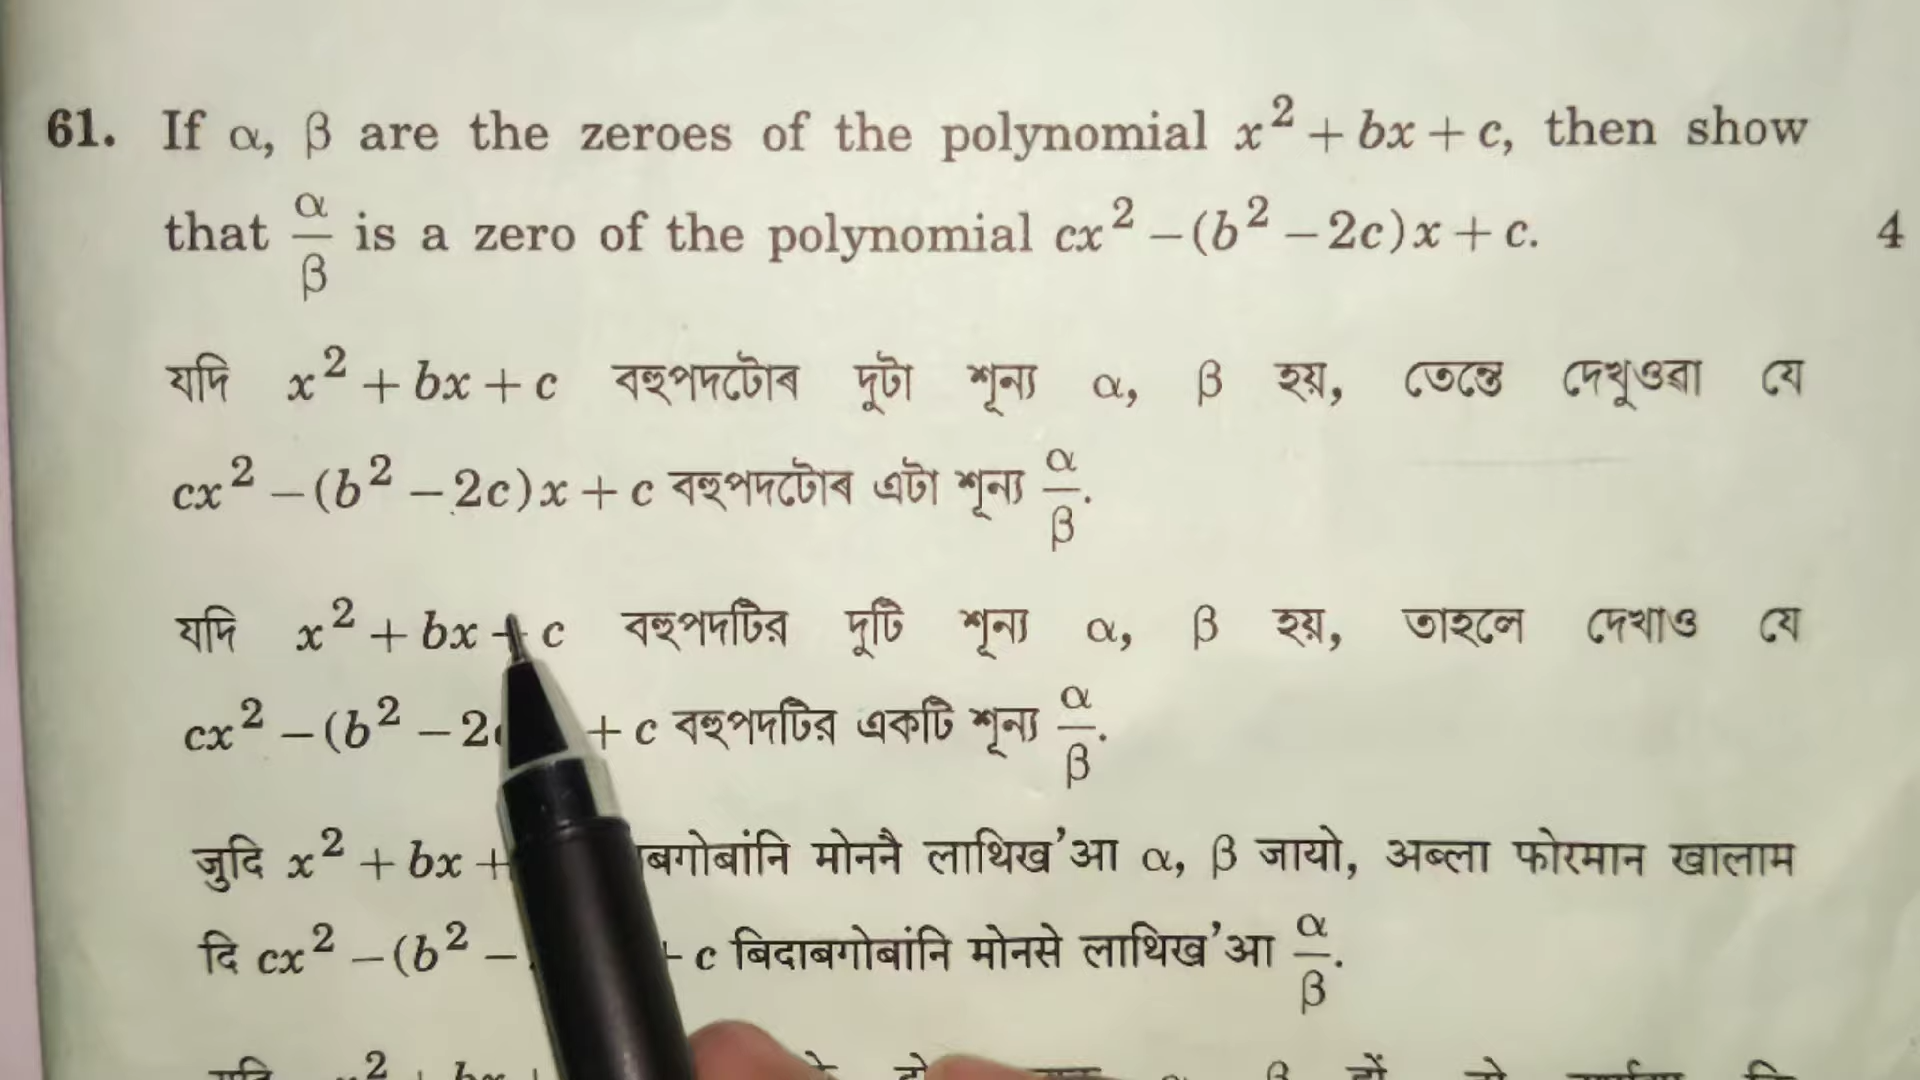 61. If α, β are the zeroes of the polynomial x² + bx + c, then show
that α/β is a zero of the polynomial cx² – (b² – 2c)x + c. 4
যদি x² + bx + c বহুপদটোৰ দুটা শূন্য α, β হয়, তেন্তে দেখুওৱা যে
cx² – (b² – 2c)x + c বহুপদটোৰ এটা শূন্য α/β.
যদি x² + bx + c বহুপদটির দুটি শূন্য α, β হয়, তাহলে দেখাও যে
cx² – (b² – 2 + c বহুপদটির একটি শূন্য α/β.
जुदि x² + bx + बगोबांनि मोननै लाथिख'आ α, β जायो, अब्ला फोरमान खालाम
दि cx² – (b² – c बिदाबगोबांनि मोनसे लाथिख'आ α/β.